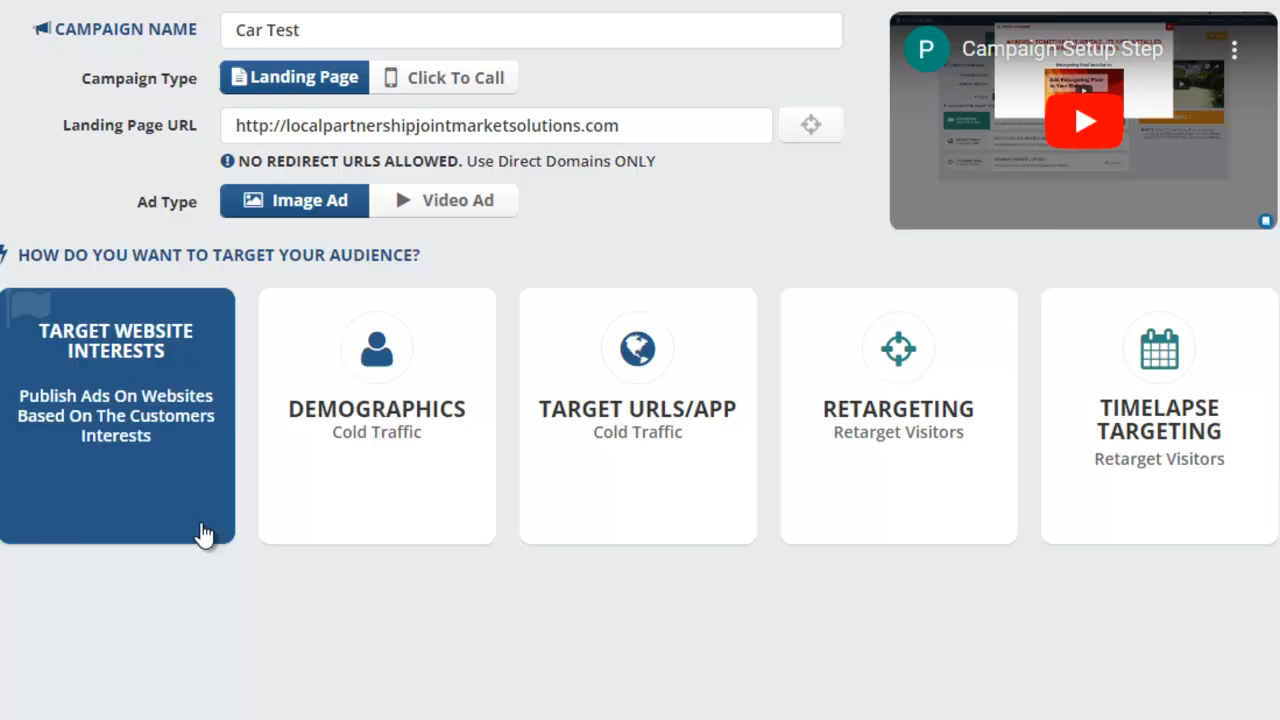 CAMPAIGN NAME
Car Test
Campaign Type
Landing Page
Click To Call
Landing Page URL
http://localpartnershipjointmarketsolutions.com
NO REDIRECT URLS ALLOWED. Use Direct Domains ONLY
Ad Type
Image Ad
Video Ad
P
Campaign Setup Step
HOW DO YOU WANT TO TARGET YOUR AUDIENCE?
TARGET WEBSITE
INTERESTS
Publish Ads On Websites
Based On The Customers
Interests
DEMOGRAPHICS
Cold Traffic
TARGET URLS/APP
Cold Traffic
RETARGETING
Retarget Visitors
TIMELAPSE
TARGETING
Retarget Visitors